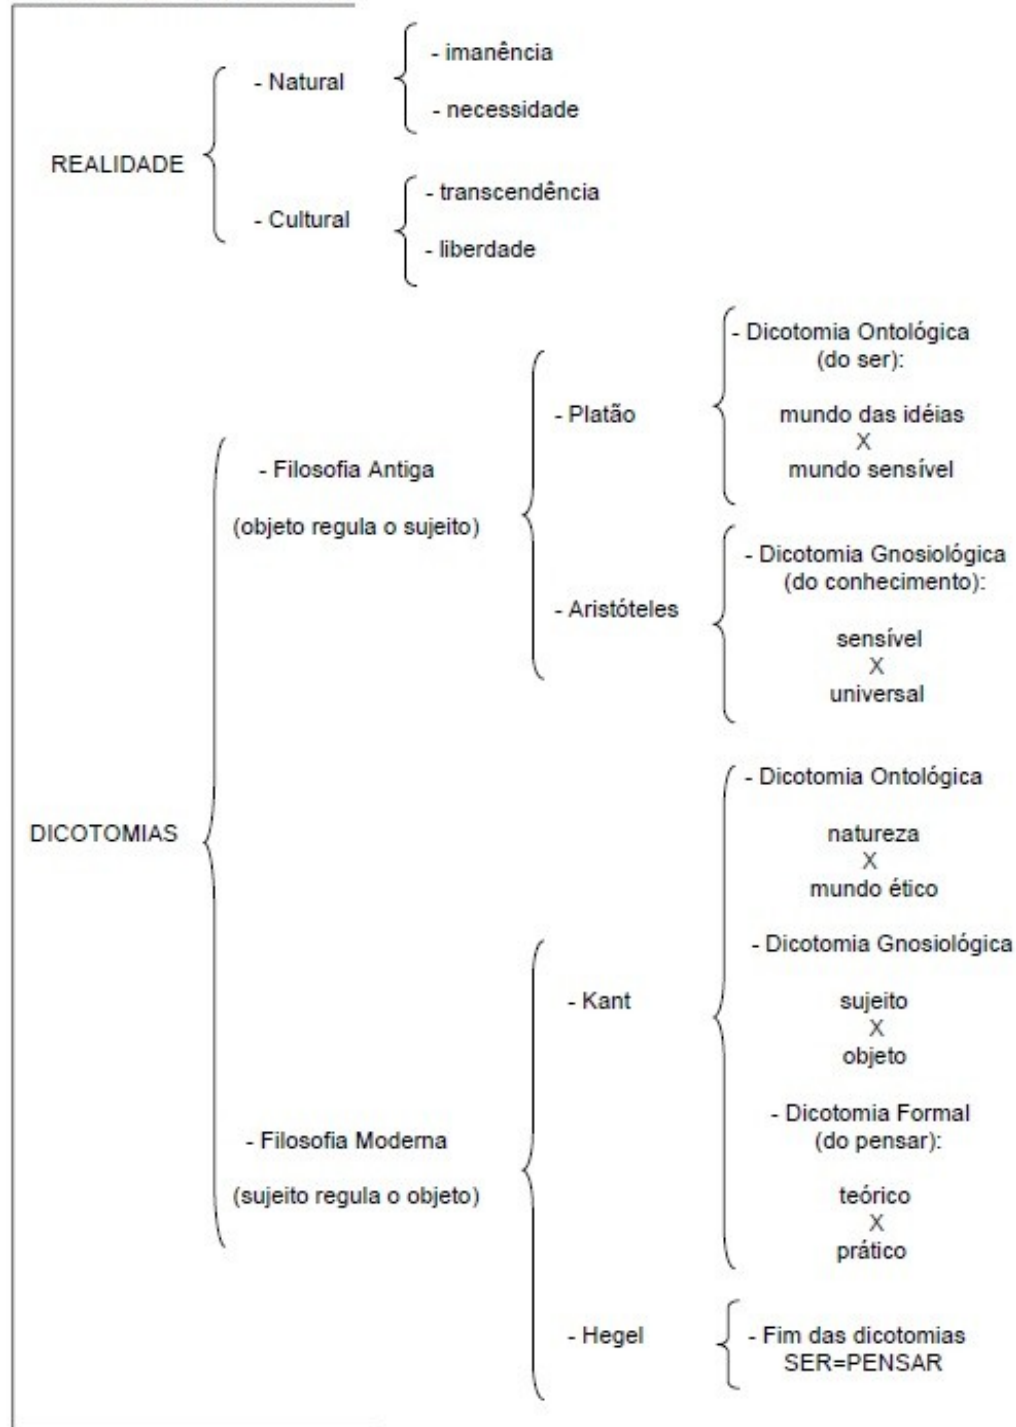 REALIDADE
- Natural
- imanência
- necessidade
- Cultural
- transcendência
- liberdade
DICOTOMIAS
- Filosofia Antiga
(objeto regula o sujeito)
- Platão
- Dicotomia Ontológica
(do ser):
mundo das idéias
X
mundo sensível
- Aristóteles
- Dicotomia Gnosiológica
(do conhecimento):
sensível
X
universal
- Filosofia Moderna
(sujeito regula o objeto)
- Kant
- Dicotomia Ontológica
natureza
X
mundo ético
- Dicotomia Gnosiológica
sujeito
X
objeto
- Dicotomia Formal
(do pensar):
teórico
X
prático
- Hegel
- Fim das dicotomias
SER=PENSAR